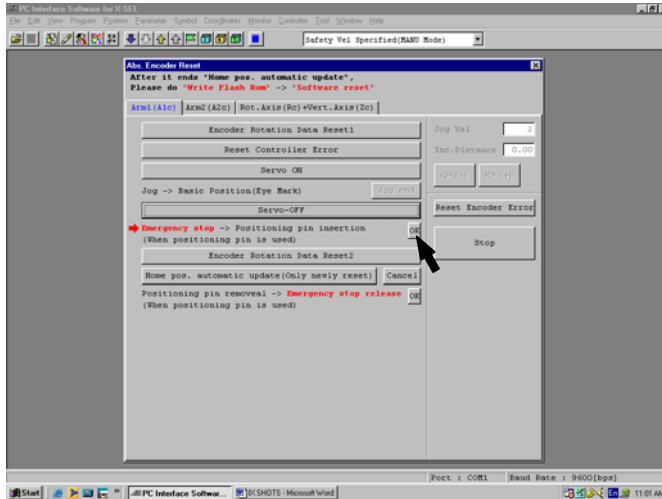 PC Interface Software for X-SEL
File Edit View Program Position Parameter Symbol Coordinates Monitor Controller Tool Window Help
Safety Vel Specified(MANU Mode)
Abs. Encoder Reset
After it ends "Home pos. automatic update",
Please do "Write Flash Rom" -> "Software reset"
Arm1(A1c) Arm2(A2c) Rot.Axis(Rc)+Vert.Axis(Zc)
Encoder Rotation Data Reset1
Jog Vel 2
Reset Controller Error
Inc.Distance 0.00
Servo ON
(-) (+)
Jog -> Basic Position(Eye Mark) Jog end
Servo-OFF
Reset Encoder Error
Emergency stop -> Positioning pin insertion OK
(When positioning pin is used)
Stop
Encoder Rotation Data Reset2
Home pos. automatic update(Only newly reset) Cancel
Positioning pin removeal -> Emergency stop release OK
(When positioning pin is used)
Port : COM1 Baud Rate : 9600[bps]
Start PC Interface Softwar... IX SHOTS - Microsoft Word En 11:01 AM